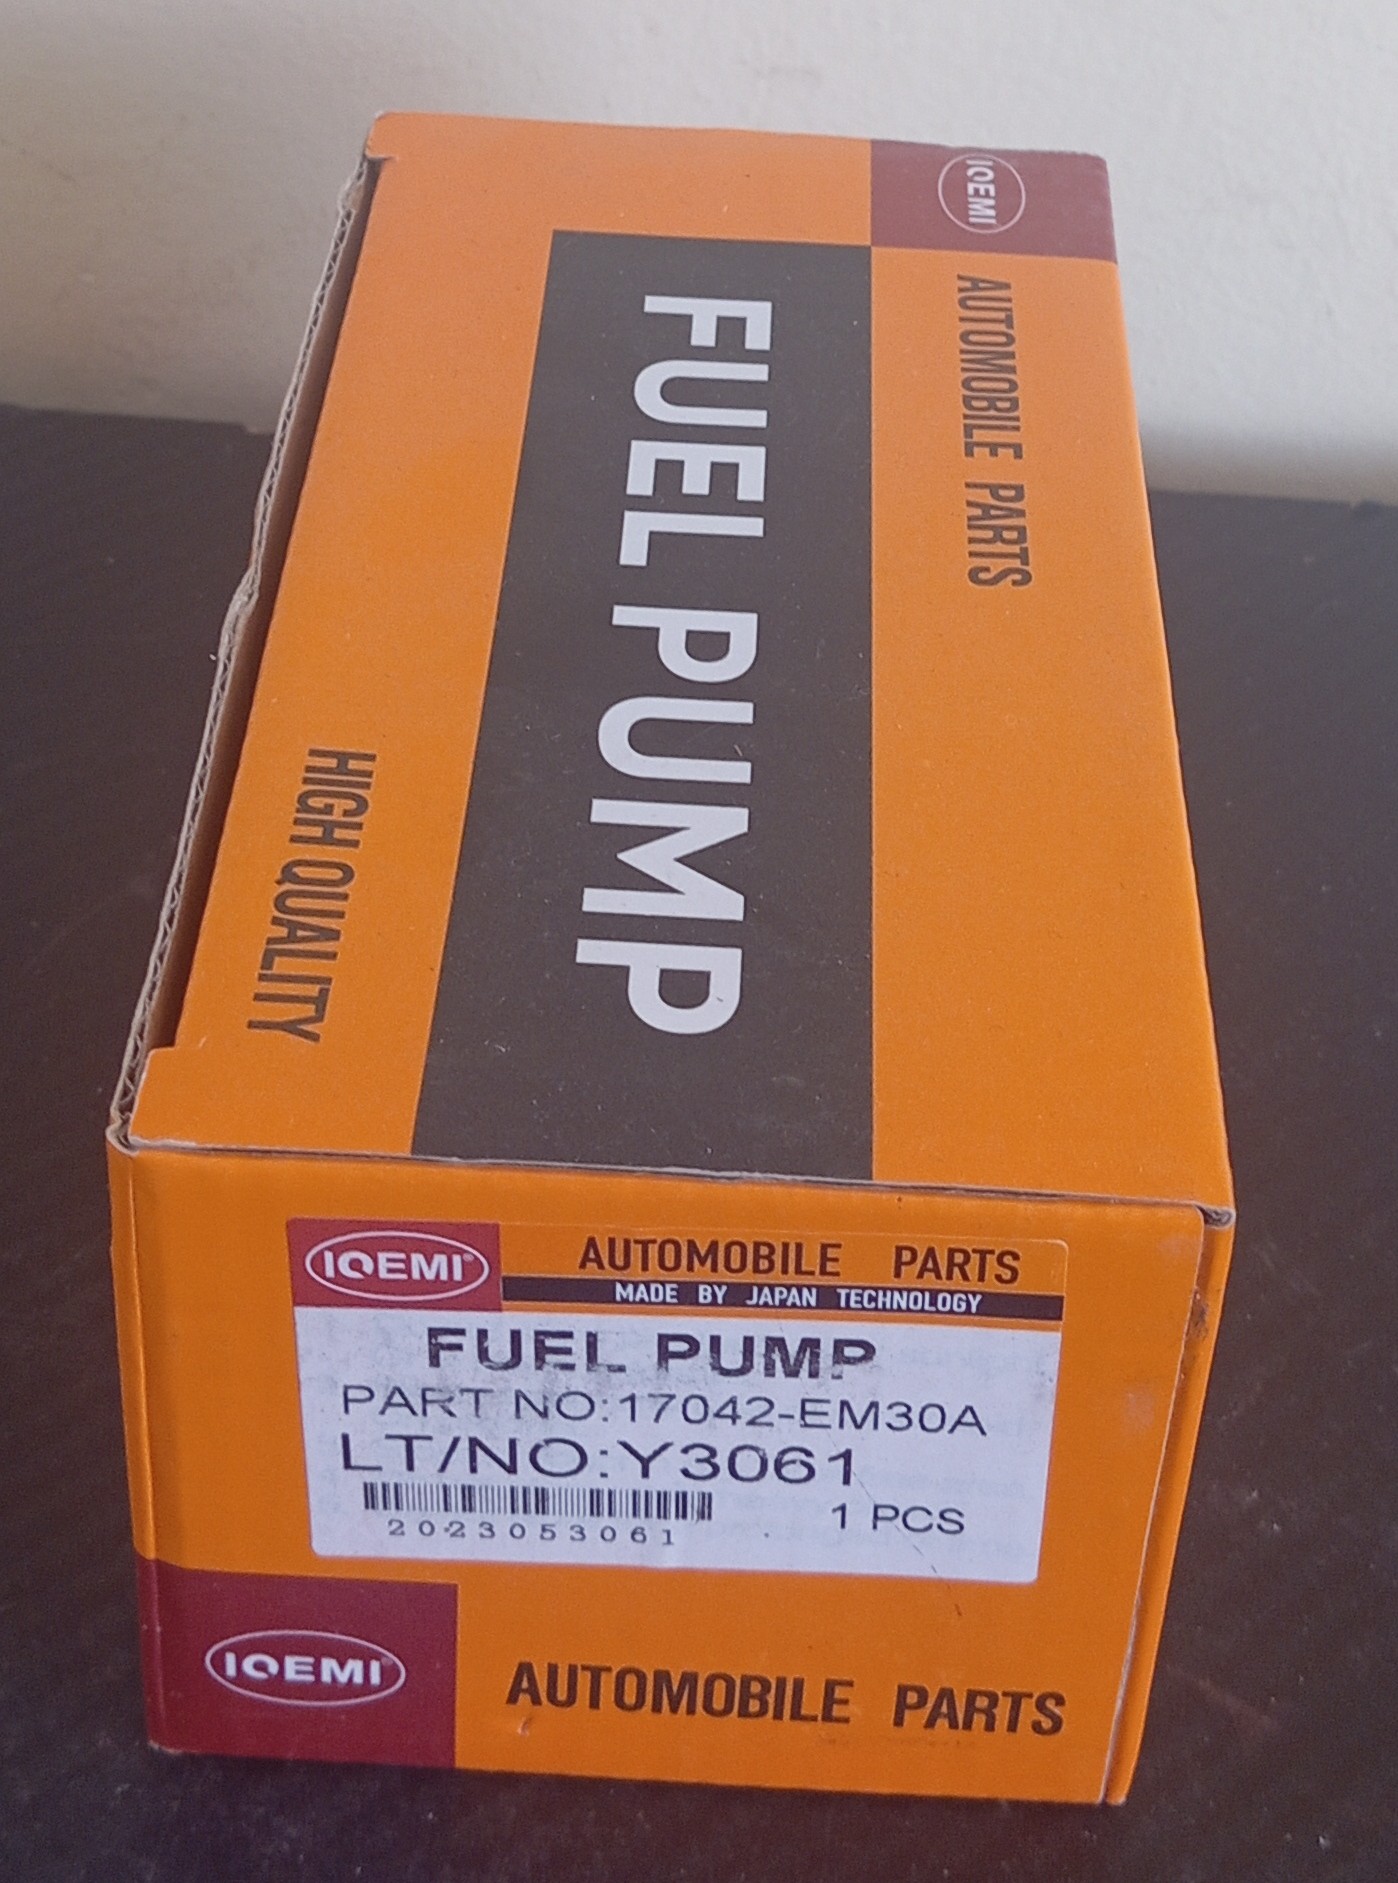 IQEMI
AUTOMOBILE PARTS
FUEL PUMP
HIGH QUALITY
IQEMI®
AUTOMOBILE PARTS
MADE BY JAPAN TECHNOLOGY
FUEL PUMP
PART NO:17042-EM30A
LT/NO:Y3061
1 PCS
2023053061
IQEMI®
AUTOMOBILE PARTS